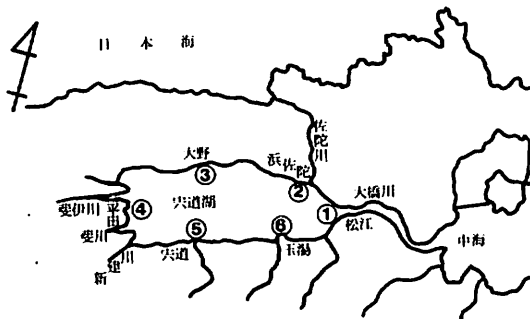 日本海
佐陀川
大野
浜佐陀
③
②
大橋川
斐伊川
平田
④
宍道湖
①
松江
中海
斐川
⑤
⑥
宍道
玉湯
新建川